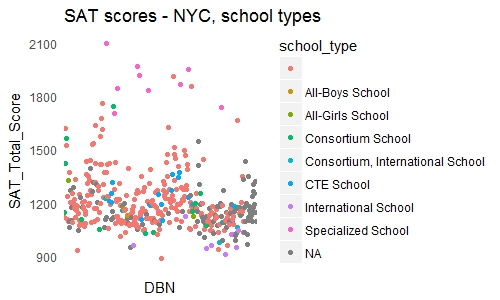 SAT scores - NYC, school types
2100
1800
1500
1200
900
SAT_Total_Score
DBN
school_type
All-Boys School
All-Girls School
Consortium School
Consortium, International School
CTE School
International School
Specialized School
NA